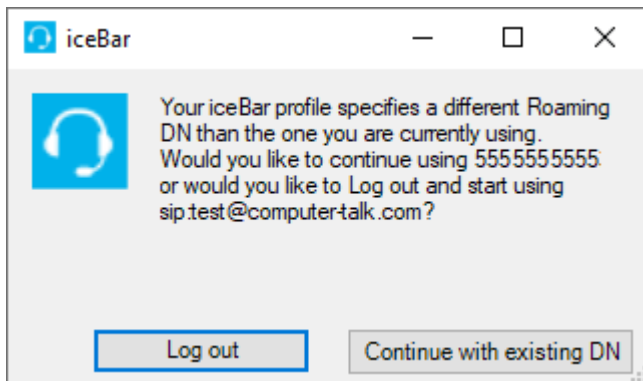 iceBar
Your iceBar profile specifies a different Roaming
DN than the one you are currently using.
Would you like to continue using 5555555555
or would you like to Log out and start using
sip:test@computer-talk.com?
Log out
Continue with existing DN